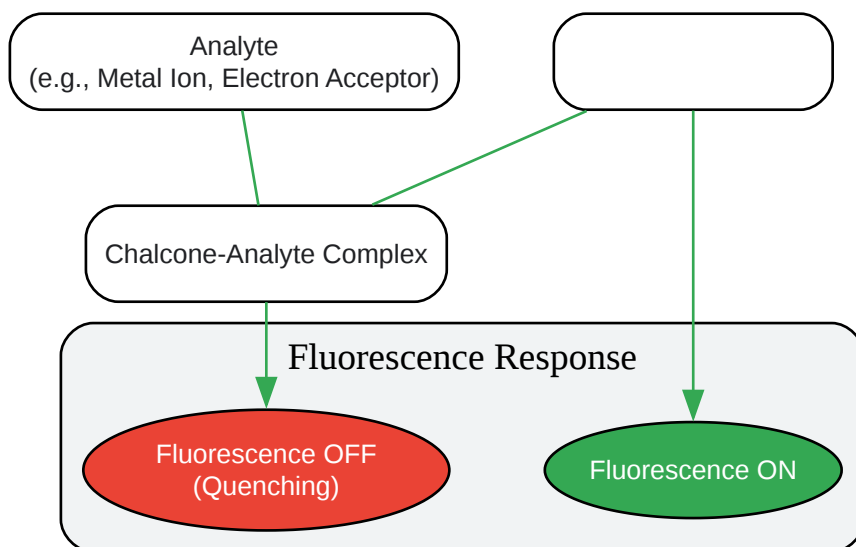 Analyte
(e.g., Metal Ion, Electron Acceptor)
Chalcone-Analyte Complex
Fluorescence Response
Fluorescence OFF
(Quenching)
Fluorescence ON